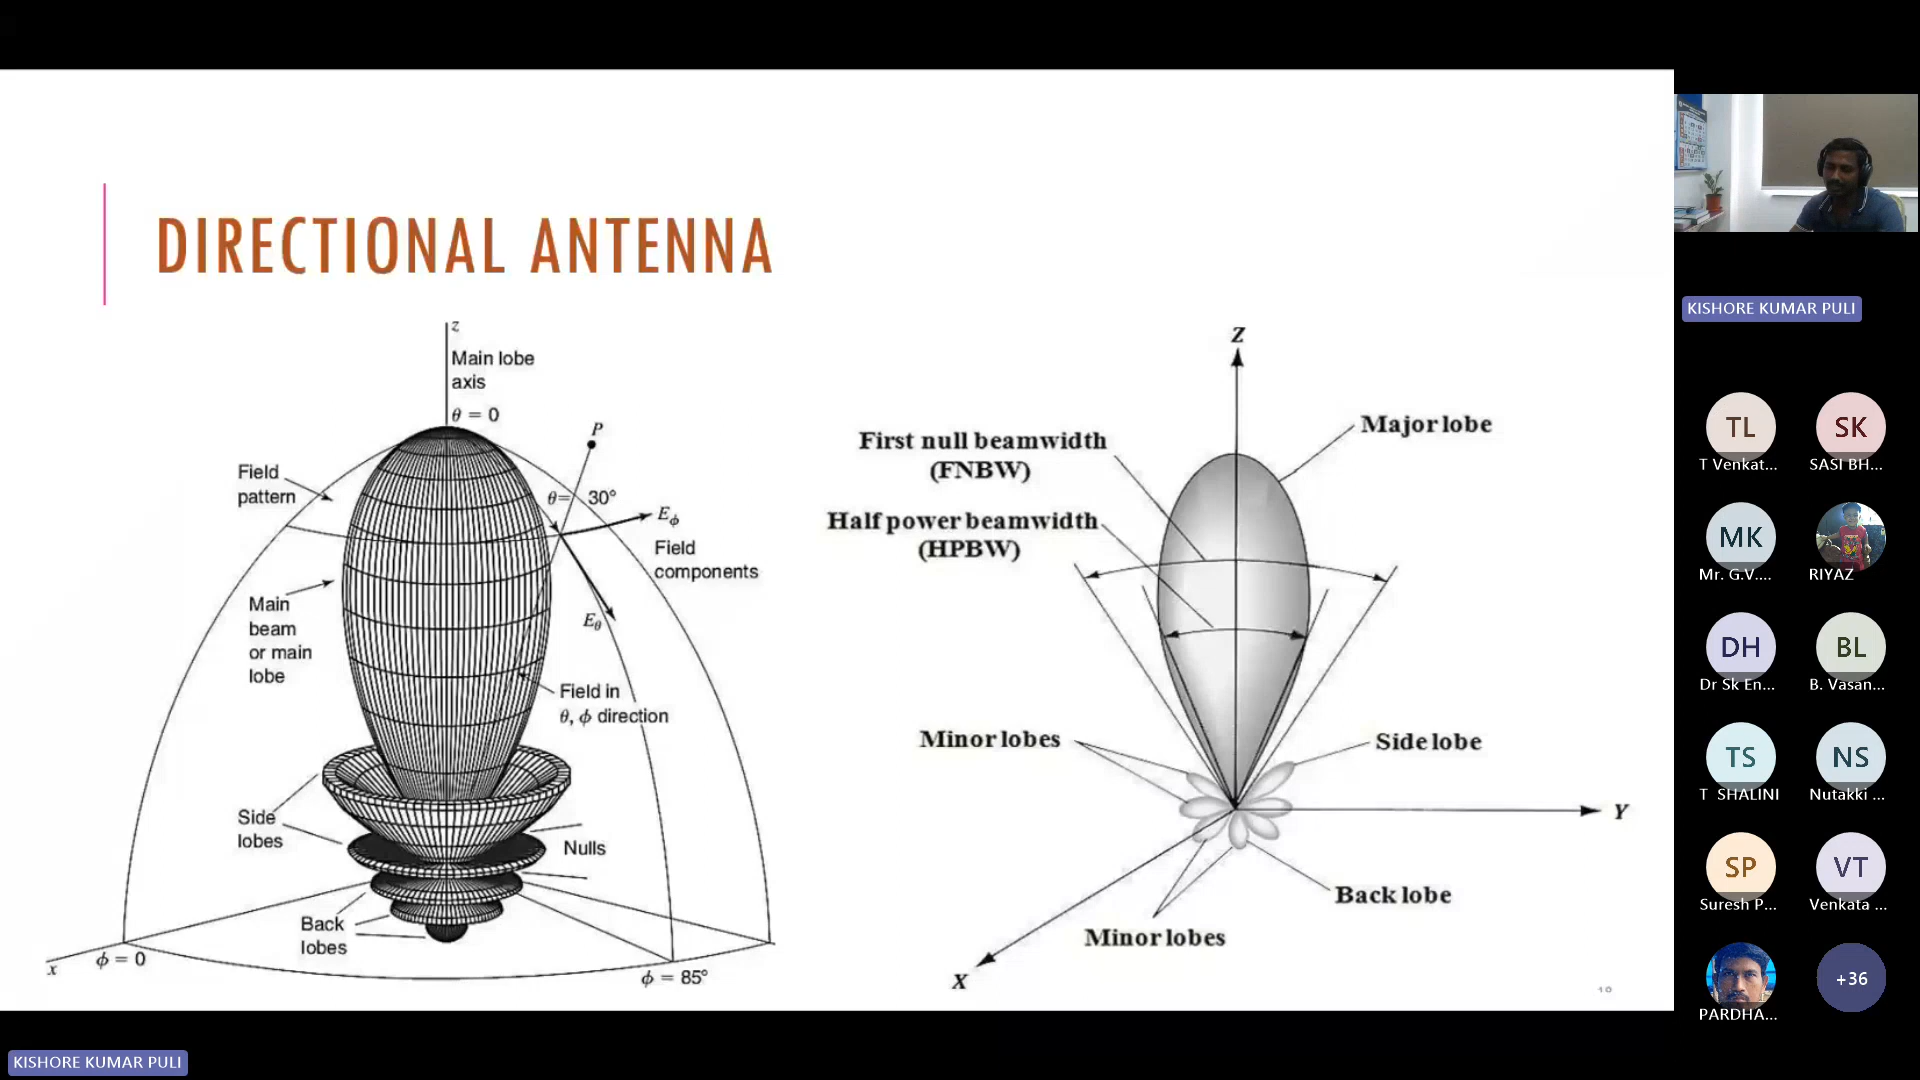 DIRECTIONAL ANTENNA
z
Main lobe
axis
θ = 0
P
Field
pattern
θ=
30°
Eϕ
Field
components
Main
beam
or main
lobe
Eθ
Field in
θ, ϕ direction
Side
lobes
Nulls
Back
lobes
x
ϕ = 0
ϕ = 85°
Z
Major lobe
First null beamwidth
(FNBW)
Half power beamwidth
(HPBW)
Minor lobes
Side lobe
Y
Back lobe
Minor lobes
X
KISHORE KUMAR PULI
TL
T Venkat...
SK
SASI BH...
MK
Mr. G.V....
RIYAZ
DH
Dr Sk En...
BL
B. Vasan...
TS
T SHALINI
NS
Nutakki ...
SP
Suresh P...
VT
Venkata ...
PARDHA...
+36
KISHORE KUMAR PULI